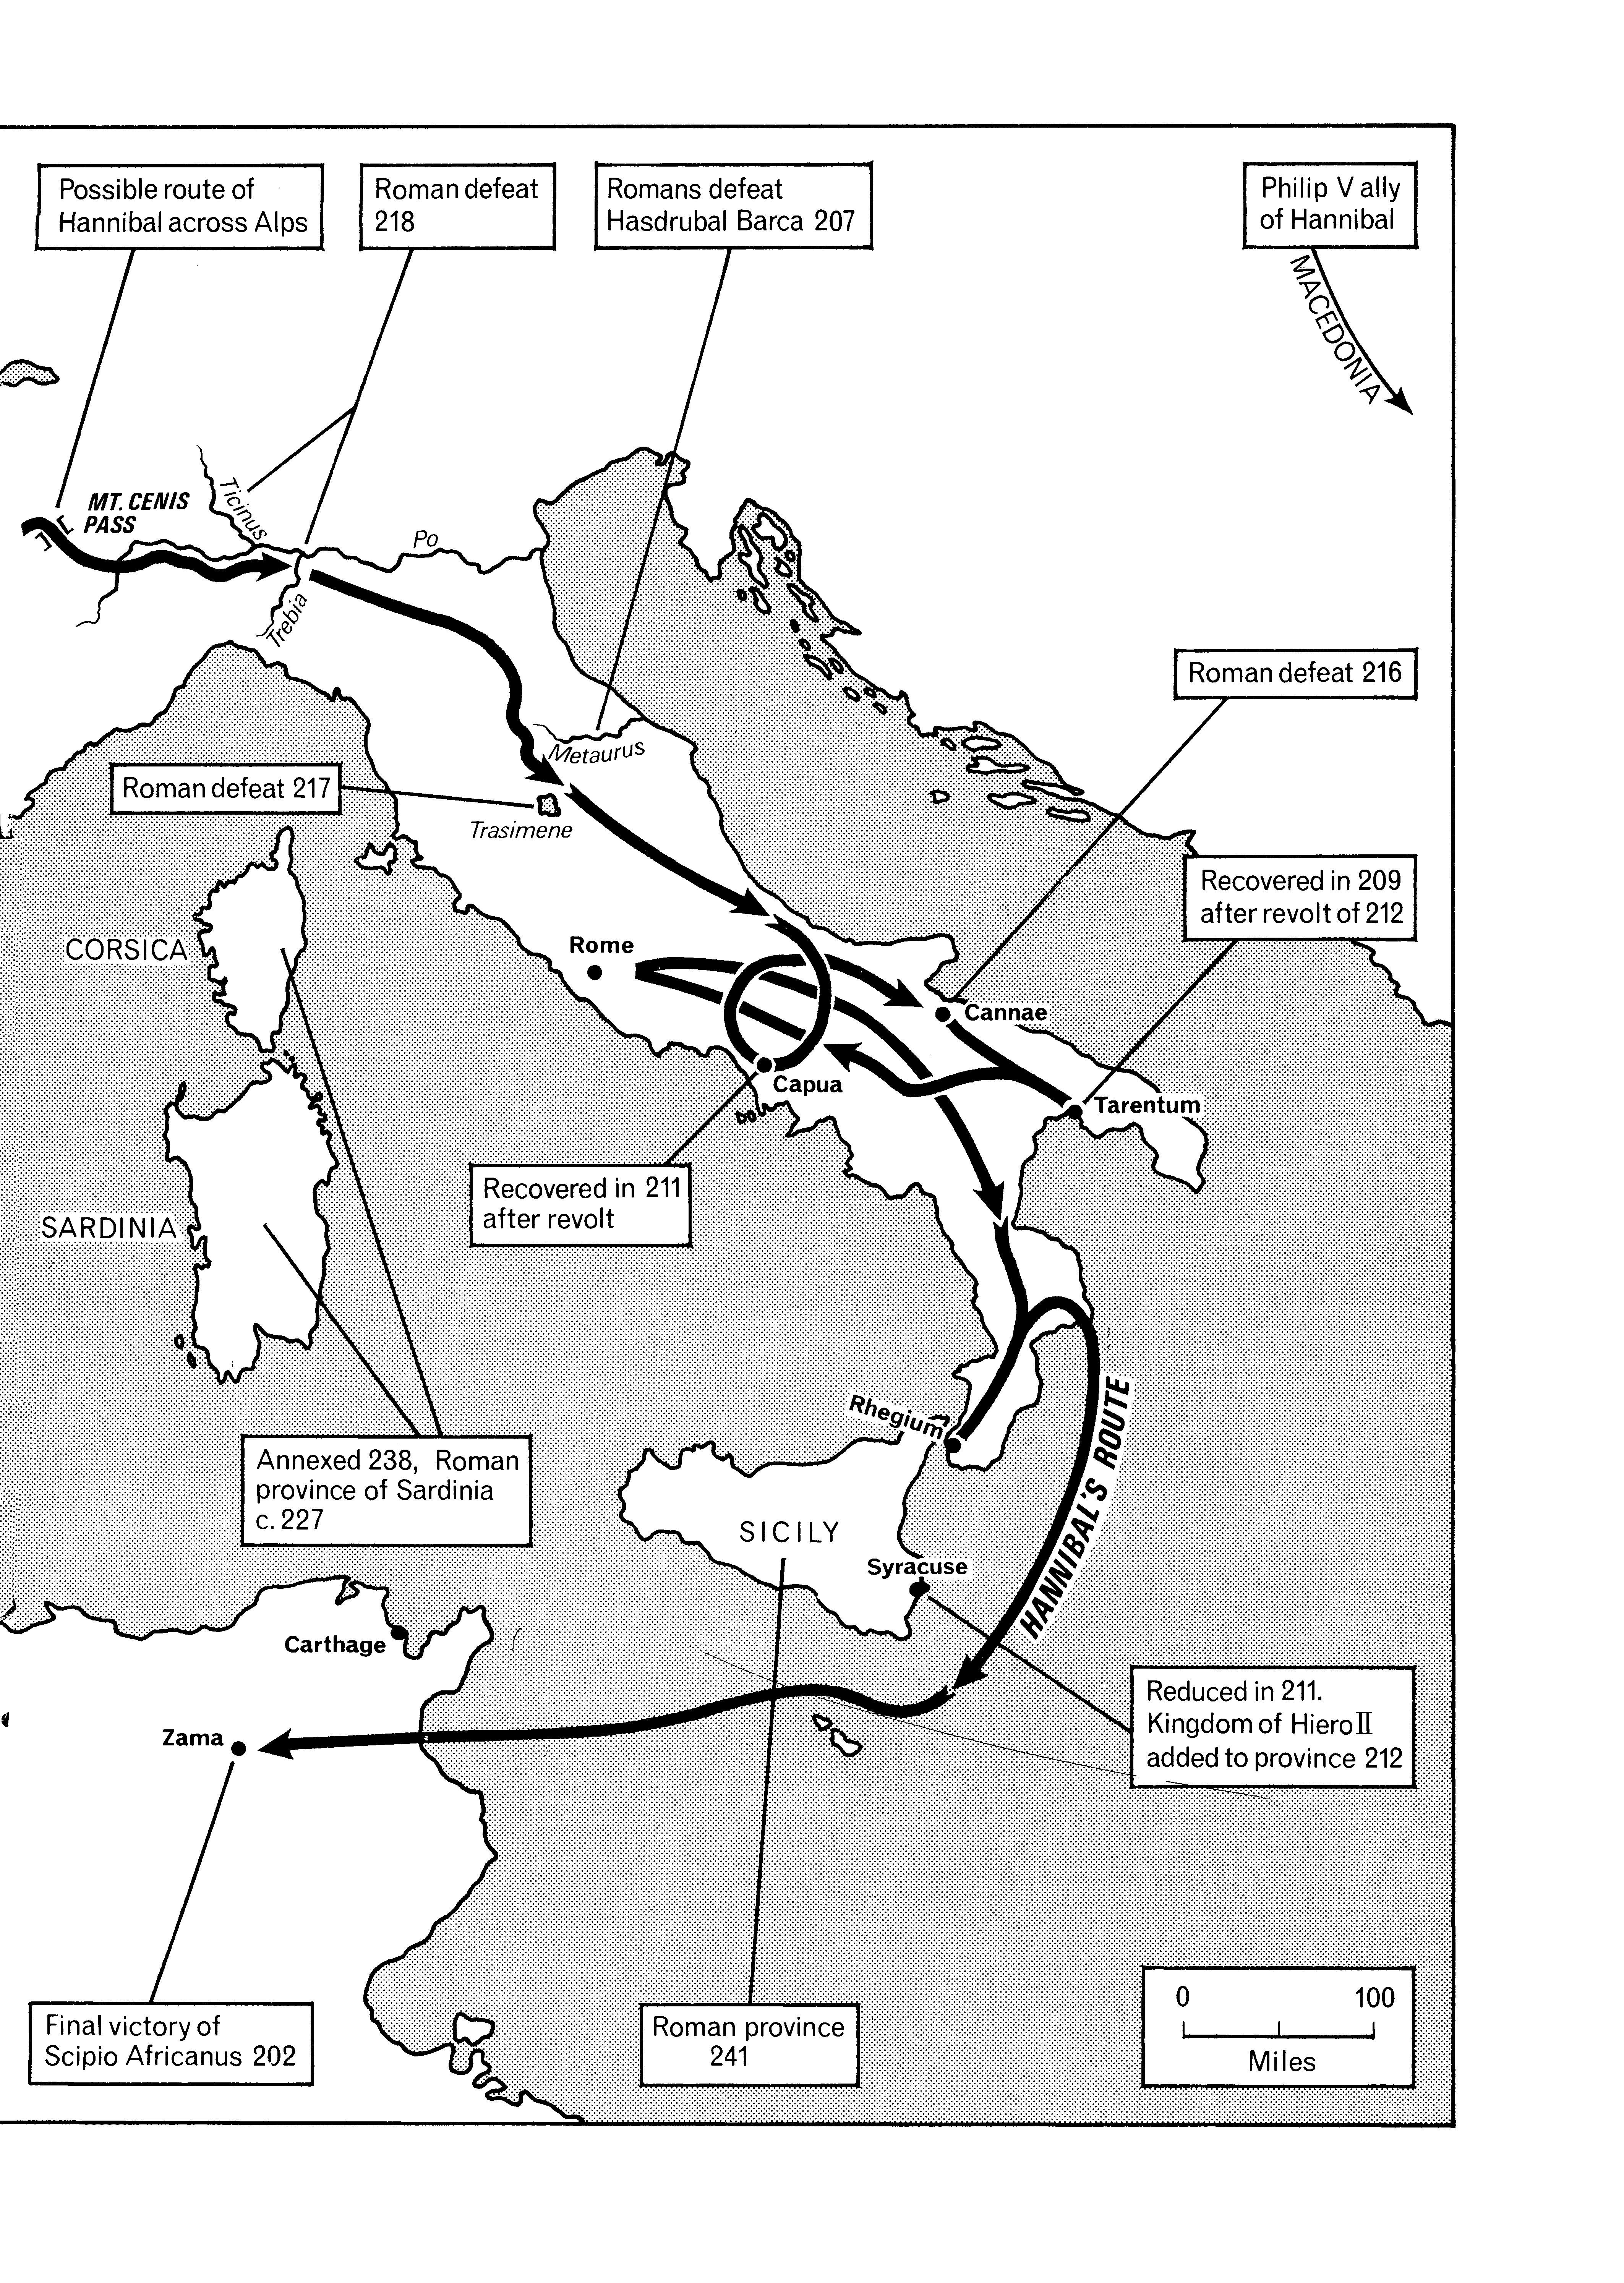 Possible route of
Hannibal across Alps
Roman defeat
218
Romans defeat
Hasdrubal Barca 207
Philip V ally
of Hannibal
MACEDONIA
MT. CENIS
PASS
Ticinus
Po
Trebia
Roman defeat 216
Metaurus
Roman defeat 217
Trasimene
Recovered in 209
after revolt of 212
CORSICA
Rome
Cannae
Capua
Tarentum
Recovered in 211
after revolt
SARDINIA
Rhegium
HANNIBAL'S ROUTE
Annexed 238, Roman
province of Sardinia
c. 227
SICILY
Syracuse
Carthage
Reduced in 211.
Kingdom of Hiero II
added to province 212
Zama
Final victory of
Scipio Africanus 202
Roman province
241
0 100
Miles